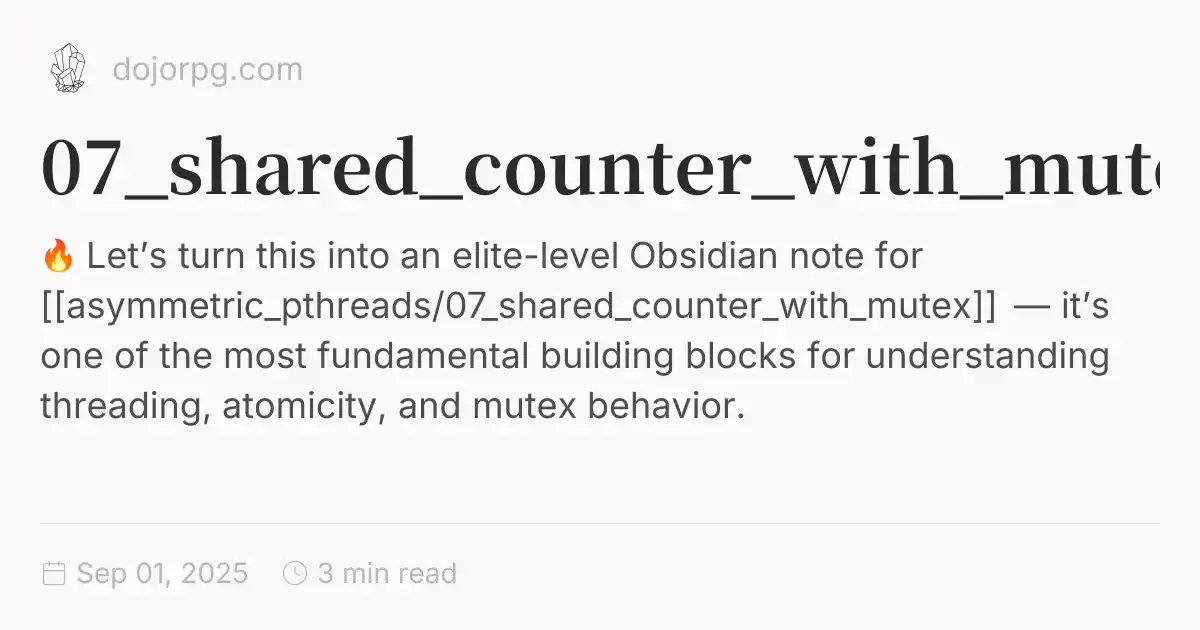 dojorpg.com
07_shared_counter_with_mut
🔥 Let’s turn this into an elite-level Obsidian note for
[[asymmetric_pthreads/07_shared_counter_with_mutex]] — it’s
one of the most fundamental building blocks for understanding
threading, atomicity, and mutex behavior.
Sep 01, 2025 3 min read